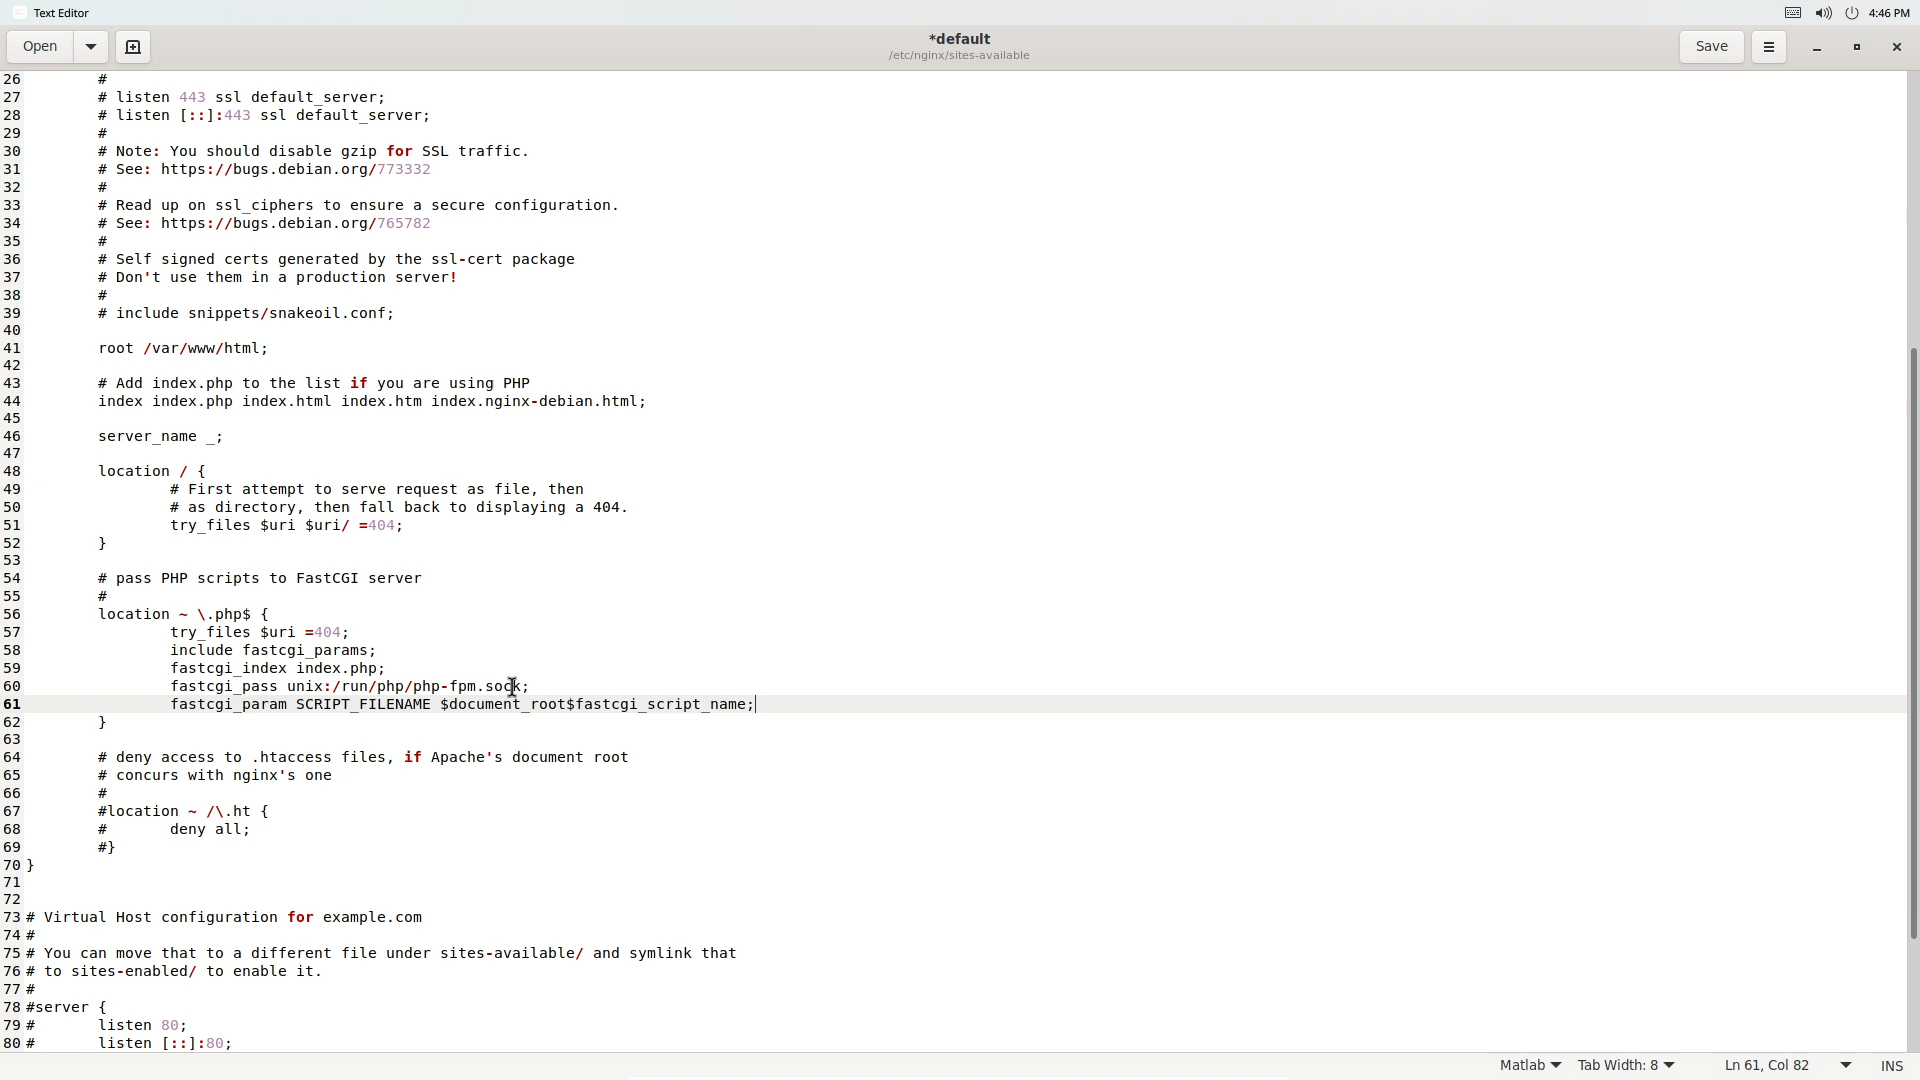 Text Editor
4:46 PM
Open
*default
/etc/nginx/sites-available
Save
26 #
27 # listen 443 ssl default_server;
28 # listen [::]:443 ssl default_server;
29 #
30 # Note: You should disable gzip for SSL traffic.
31 # See: https://bugs.debian.org/773332
32 #
33 # Read up on ssl_ciphers to ensure a secure configuration.
34 # See: https://bugs.debian.org/765782
35 #
36 # Self signed certs generated by the ssl-cert package
37 # Don't use them in a production server!
38 #
39 # include snippets/snakeoil.conf;
40
41 root /var/www/html;
42
43 # Add index.php to the list if you are using PHP
44 index index.php index.html index.htm index.nginx-debian.html;
45
46 server_name _;
47
48 location / {
49 # First attempt to serve request as file, then
50 # as directory, then fall back to displaying a 404.
51 try_files $uri $uri/ =404;
52 }
53
54 # pass PHP scripts to FastCGI server
55 #
56 location ~ \.php$ {
57 try_files $uri =404;
58 include fastcgi_params;
59 fastcgi_index index.php;
60 fastcgi_pass unix:/run/php/php-fpm.sock;
61 fastcgi_param SCRIPT_FILENAME $document_root$fastcgi_script_name;
62 }
63
64 # deny access to .htaccess files, if Apache's document root
65 # concurs with nginx's one
66 #
67 #location ~ /\.ht {
68 # deny all;
69 #}
70 }
71
72
73 # Virtual Host configuration for example.com
74 #
75 # You can move that to a different file under sites-available/ and symlink that
76 # to sites-enabled/ to enable it.
77 #
78 #server {
79 # listen 80;
80 # listen [::]:80;
Matlab Tab Width: 8 Ln 61, Col 82 INS